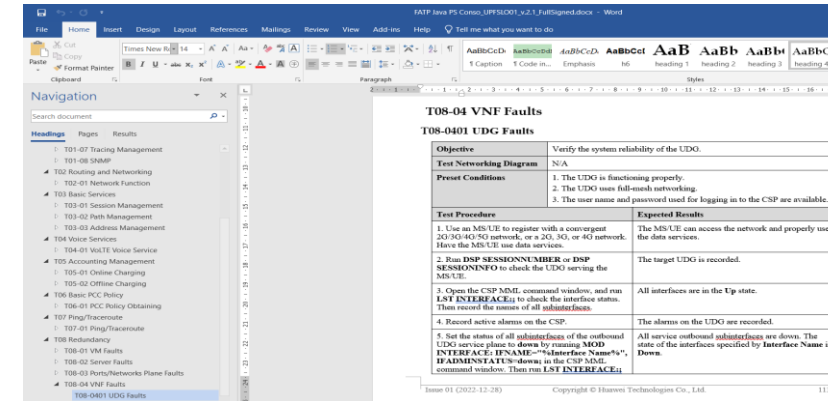 FATP Java PS Conso_UPFSLO01_v.2.1_FullSigned.docx - Word
File Home Insert Design Layout References Mailings Review View Add-ins Help Tell me what you want to do
Cut
Copy
Paste
Format Painter
Times New R 14
AaBbCcD AaBbCcDdI AaBbCcD. AaBbCcI AaB AaBb AaBb AaBbC
¶ Caption ¶ Code in... Emphasis h6 heading 1 heading 2 heading 3 heading 4
Clipboard Font Paragraph Styles
Navigation
Search document
Headings Pages Results
T01-07 Tracing Management
T01-08 SNMP
T02 Routing and Networking
T02-01 Network Function
T03 Basic Services
T03-01 Session Management
T03-02 Path Management
T03-03 Address Management
T04 Voice Services
T04-01 VoLTE Voice Service
T05 Accounting Management
T05-01 Online Charging
T05-02 Offline Charging
T06 Basic PCC Policy
T06-01 PCC Policy Obtaining
T07 Ping/Traceroute
T07-01 Ping/Traceroute
T08 Redundancy
T08-01 VM Faults
T08-02 Server Faults
T08-03 Ports/Networks Plane Faults
T08-04 VNF Faults
T08-0401 UDG Faults
T08-04 VNF Faults
T08-0401 UDG Faults
Objective Verify the system reliability of the UDG.
Test Networking Diagram N/A
Preset Conditions 1. The UDG is functioning properly.
2. The UDG uses full-mesh networking.
3. The user name and password used for logging in to the CSP are available.
Test Procedure Expected Results
1. Use an MS/UE to register with a convergent
2G/3G/4G/5G network, or a 2G, 3G, or 4G network.
Have the MS/UE use data services.
The MS/UE can access the network and properly use
the data services.
2. Run DSP SESSIONNUMBER or DSP
SESSIONINFO to check the UDG serving the
MS/UE.
The target UDG is recorded.
3. Open the CSP MML command window, and run
LST INTERFACE:; to check the interface status.
Then record the names of all subinterfaces.
All interfaces are in the Up state.
4. Record active alarms on the CSP. The alarms on the UDG are recorded.
5. Set the status of all subinterfaces of the outbound
UDG service plane to down by running MOD
INTERFACE: IFNAME="%Interface Name%",
IFADMINSTATUS=down; in the CSP MML
command window. Then run LST INTERFACE:;
All service outbound subinterfaces are down. The
state of the interfaces specified by Interface Name i
Down.
Issue 01 (2022-12-28) Copyright © Huawei Technologies Co., Ltd.